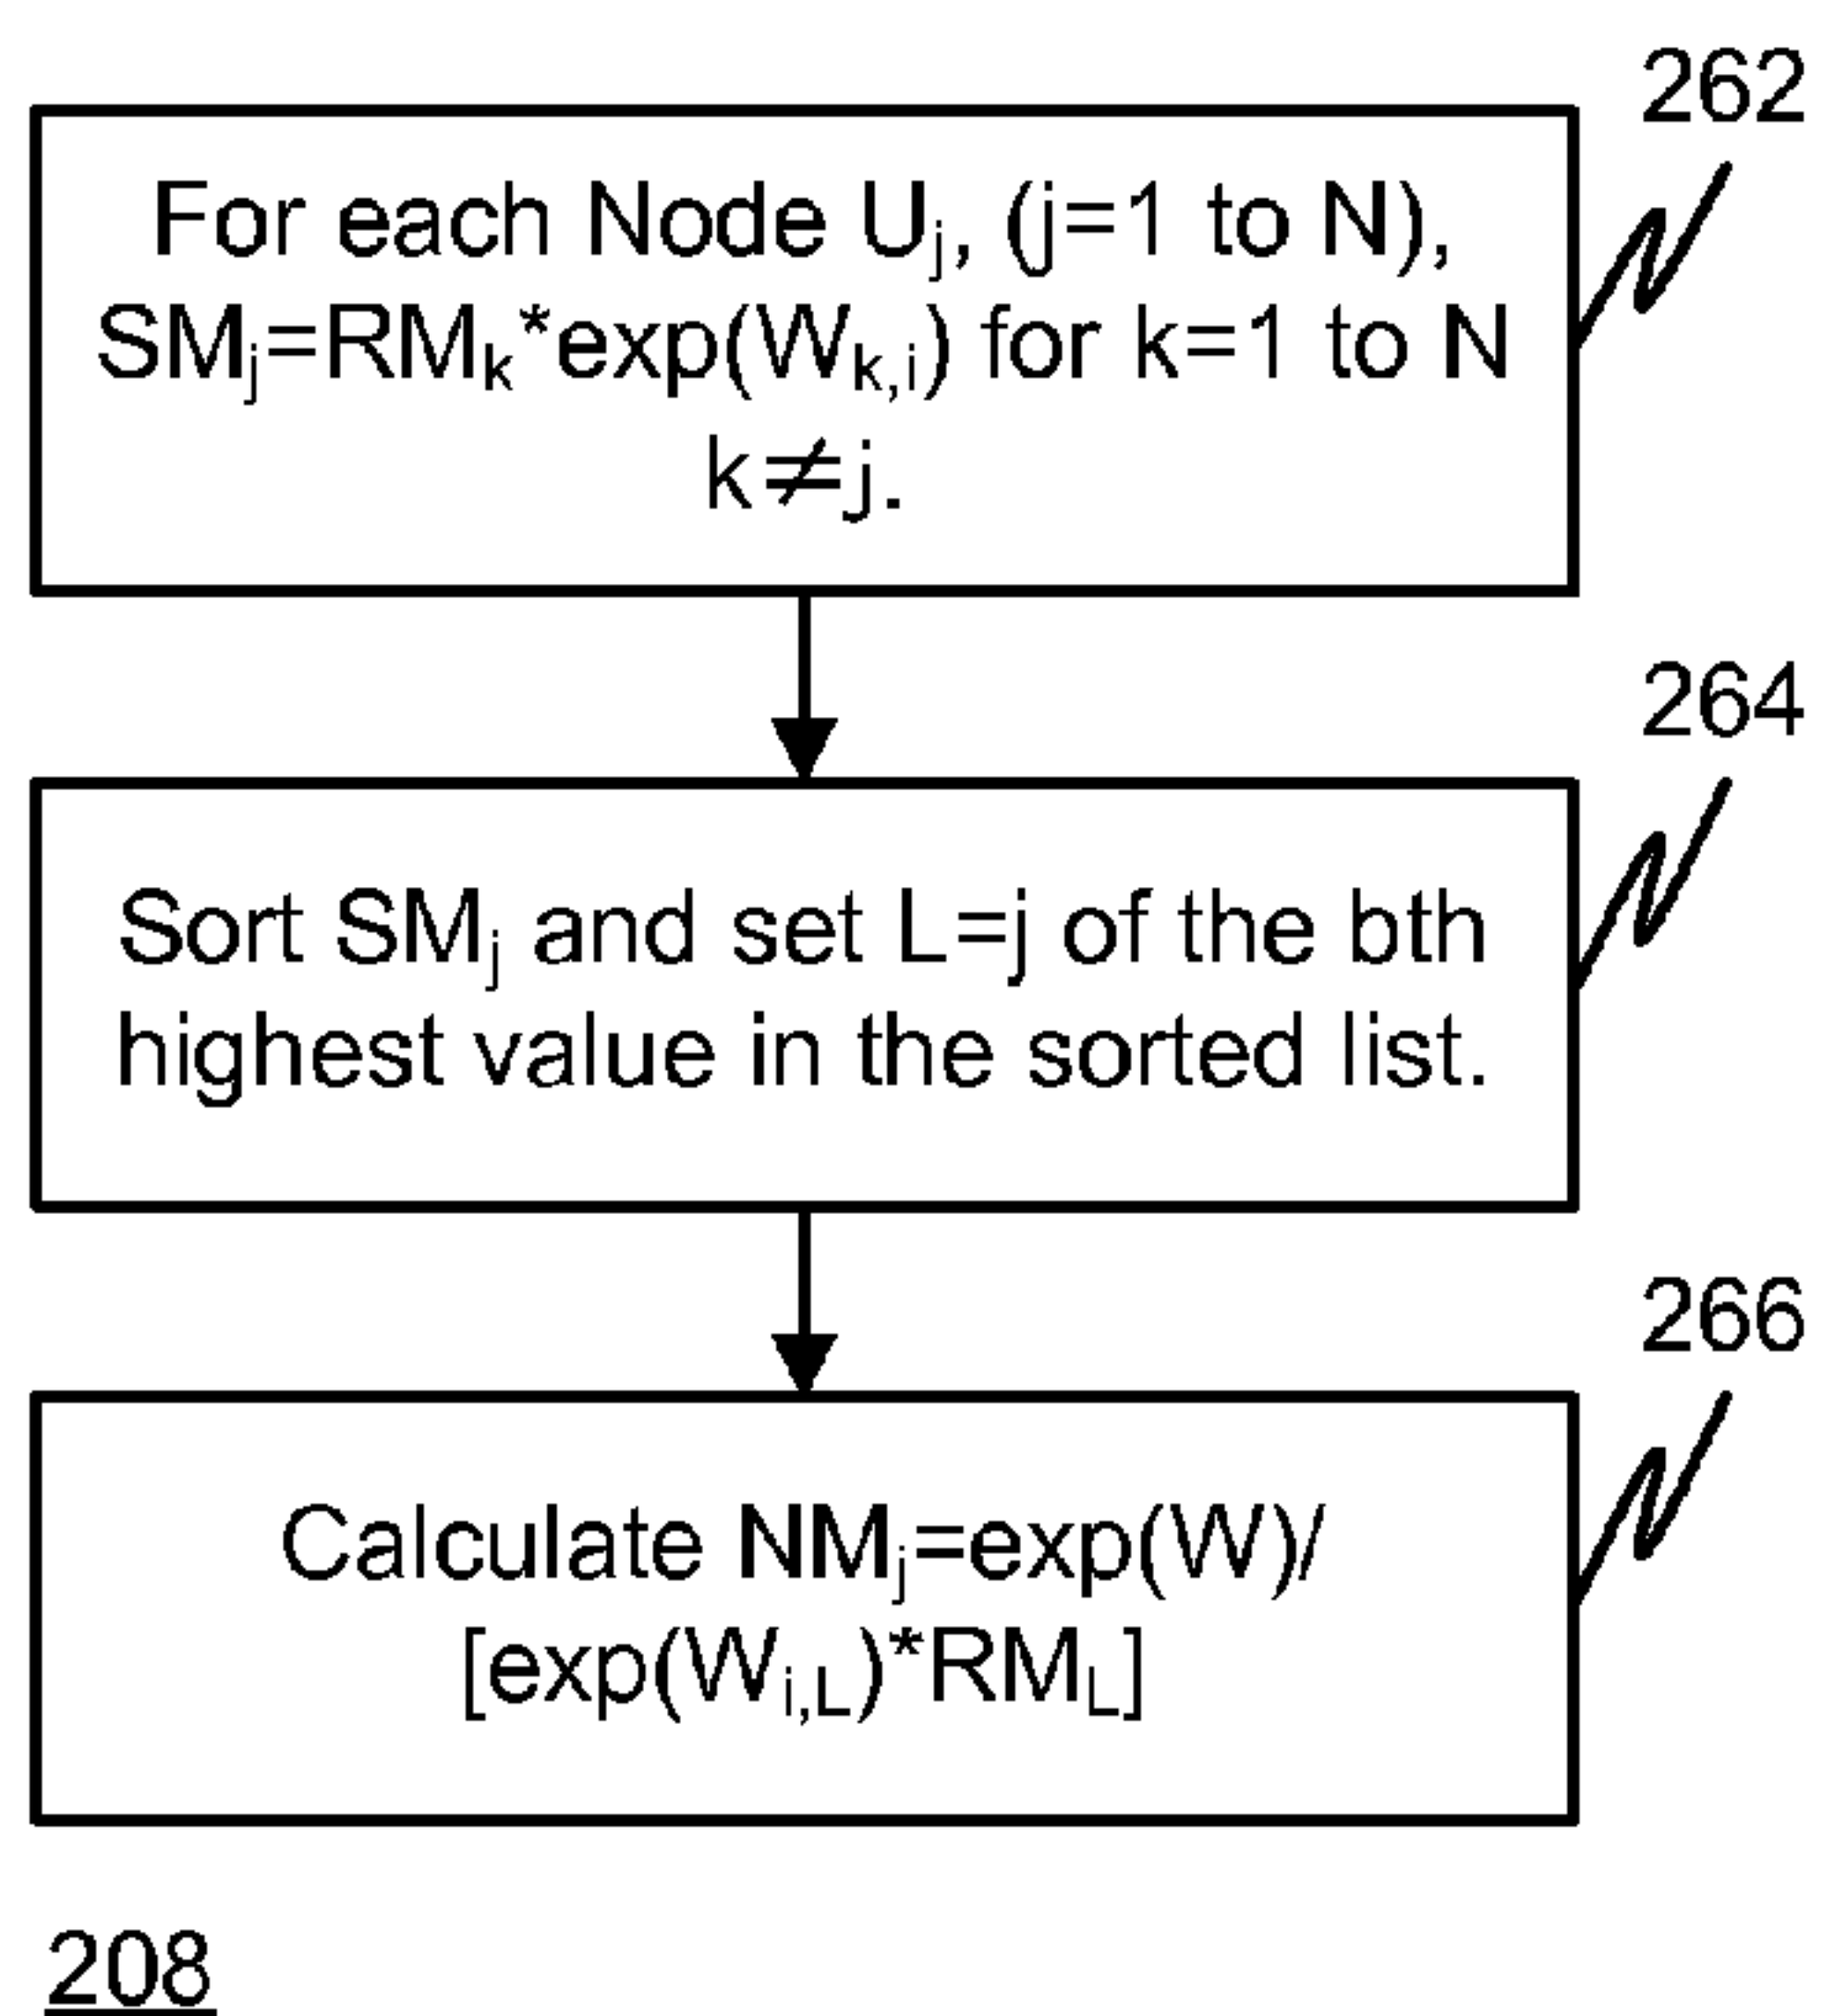 262
For each Node Uj, (j=1 to N),
SMj=RMk*exp(Wk,i) for k=1 to N
k≠j.
264
Sort SMj and set L=j of the bth
highest value in the sorted list.
266
Calculate NMj=exp(W)/
[exp(Wi,L)*RML]
208